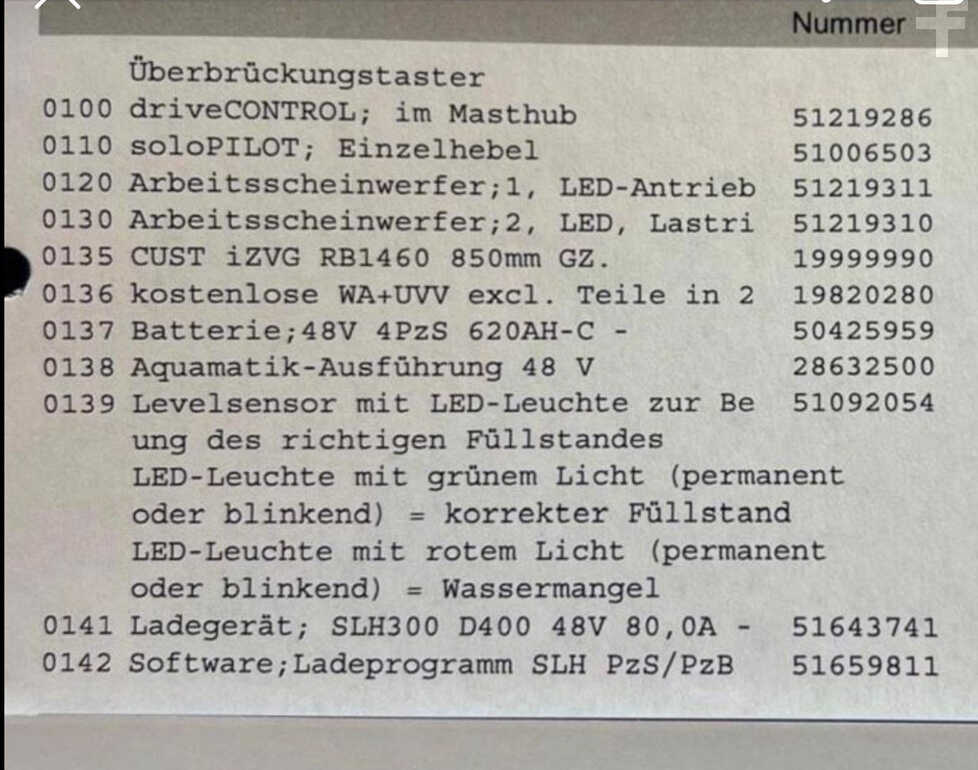 Nummer
Überbrückungstaster
0100 driveCONTROL; im Masthub 51219286
0110 soloPILOT; Einzelhebel 51006503
0120 Arbeitsscheinwerfer;1, LED-Antrieb 51219311
0130 Arbeitsscheinwerfer;2, LED, Lastri 51219310
0135 CUST iZVG RB1460 850mm GZ. 19999990
0136 kostenlose WA+UVV excl. Teile in 2 19820280
0137 Batterie;48V 4PzS 620AH-C - 50425959
0138 Aquamatik-Ausführung 48 V 28632500
0139 Levelsensor mit LED-Leuchte zur Be 51092054
ung des richtigen Füllstandes
LED-Leuchte mit grünem Licht (permanent
oder blinkend) = korrekter Füllstand
LED-Leuchte mit rotem Licht (permanent
oder blinkend) = Wassermangel
0141 Ladegerät; SLH300 D400 48V 80,0A - 51643741
0142 Software;Ladeprogramm SLH PzS/PzB 51659811